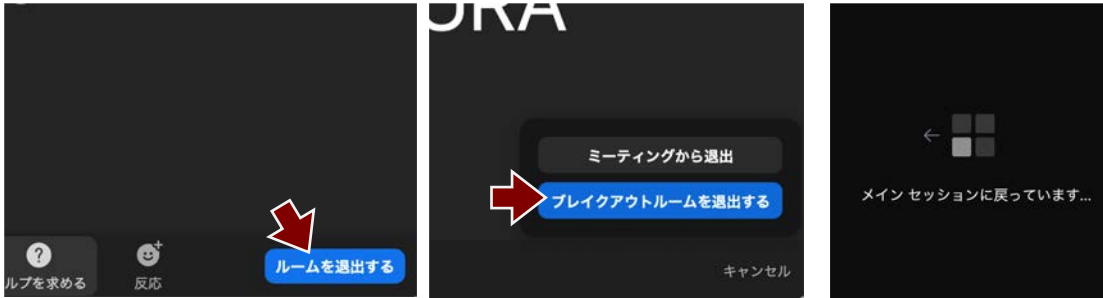 ルプを求める
反応
ルームを退出する
URA
ミーティングから退出
ブレイクアウトルームを退出する
キャンセル
メイン セッションに戻っています...